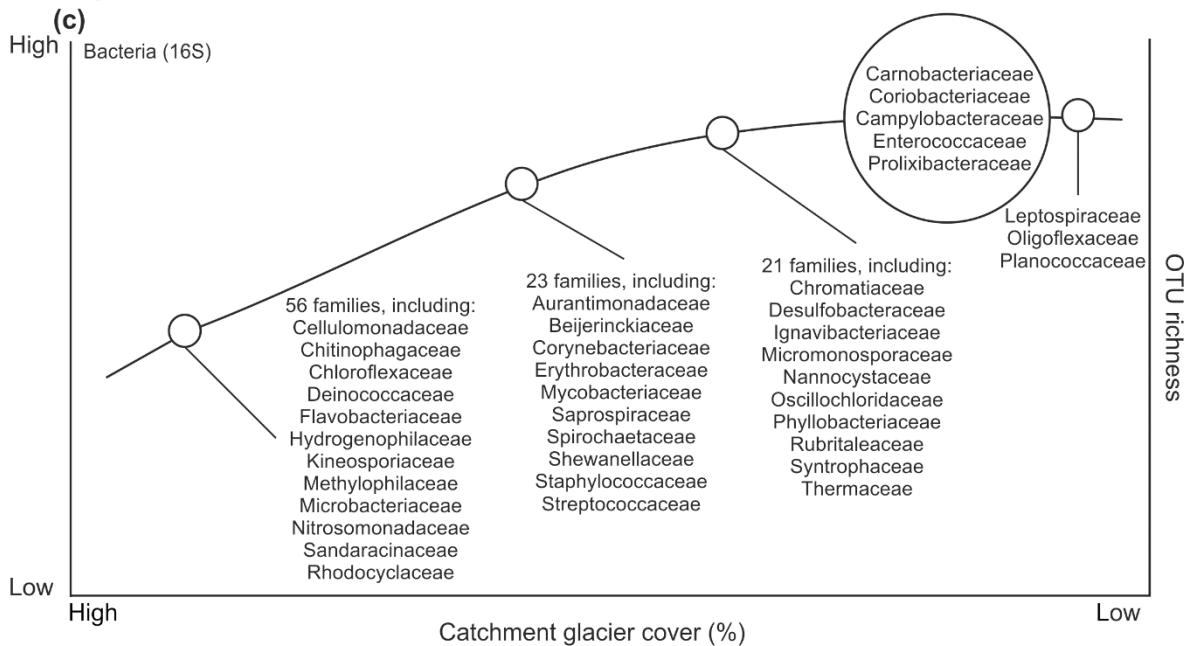 (c)
High
Bacteria (16S)
Carnobacteriaceae
Coriobacteriaceae
Campylobacteraceae
Enterococcaceae
Prolixibacteraceae
Leptospiraceae
Oligoflexaceae
Planococcaceae
56 families, including:
Cellulomonadaceae
Chitinophagaceae
Chloroflexaceae
Deinococcaceae
Flavobacteriaceae
Hydrogenophilaceae
Kineosporiaceae
Methylophilaceae
Microbacteriaceae
Nitrosomonadaceae
Sandaracinaceae
Rhodocyclaceae
23 families, including:
Aurantimonadaceae
Beijerinckiaceae
Corynebacteriaceae
Erythrobacteraceae
Mycobacteriaceae
Saprospiraceae
Spirochaetaceae
Shewanellaceae
Staphylococcaceae
Streptococcaceae
21 families, including:
Chromatiaceae
Desulfobacteraceae
Ignavibacteriaceae
Micromonosporaceae
Nannocystaceae
Oscillochloridaceae
Phyllobacteriaceae
Rubritaleaceae
Syntrophaceae
Thermaceae
OTU richness
Low
High
Low
Catchment glacier cover (%)